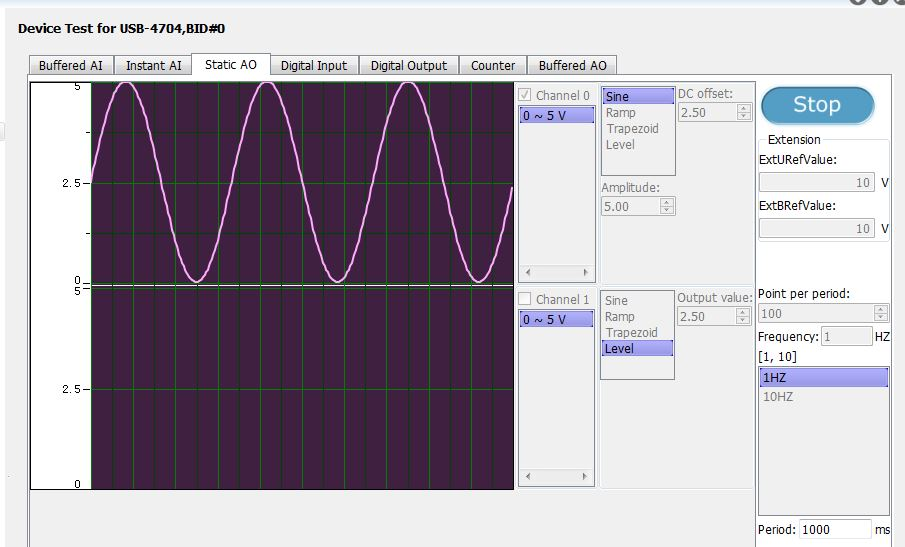 Device Test for USB-4704,BID#0
Buffered AI Instant AI Static AO Digital Input Digital Output Counter Buffered AO
5
2.5
0
Channel 0
0 ~ 5 V
Sine
Ramp
Trapezoid
Level
DC offset:
2.50
Amplitude:
5.00
Stop
Extension
ExtURefValue:
10 V
ExtBRefValue:
10 V
5
2.5
0
Channel 1
0 ~ 5 V
Sine
Ramp
Trapezoid
Level
Output value:
2.50
Point per period:
100
Frequency: 1 HZ
[1, 10]
1HZ
10HZ
Period: 1000 ms